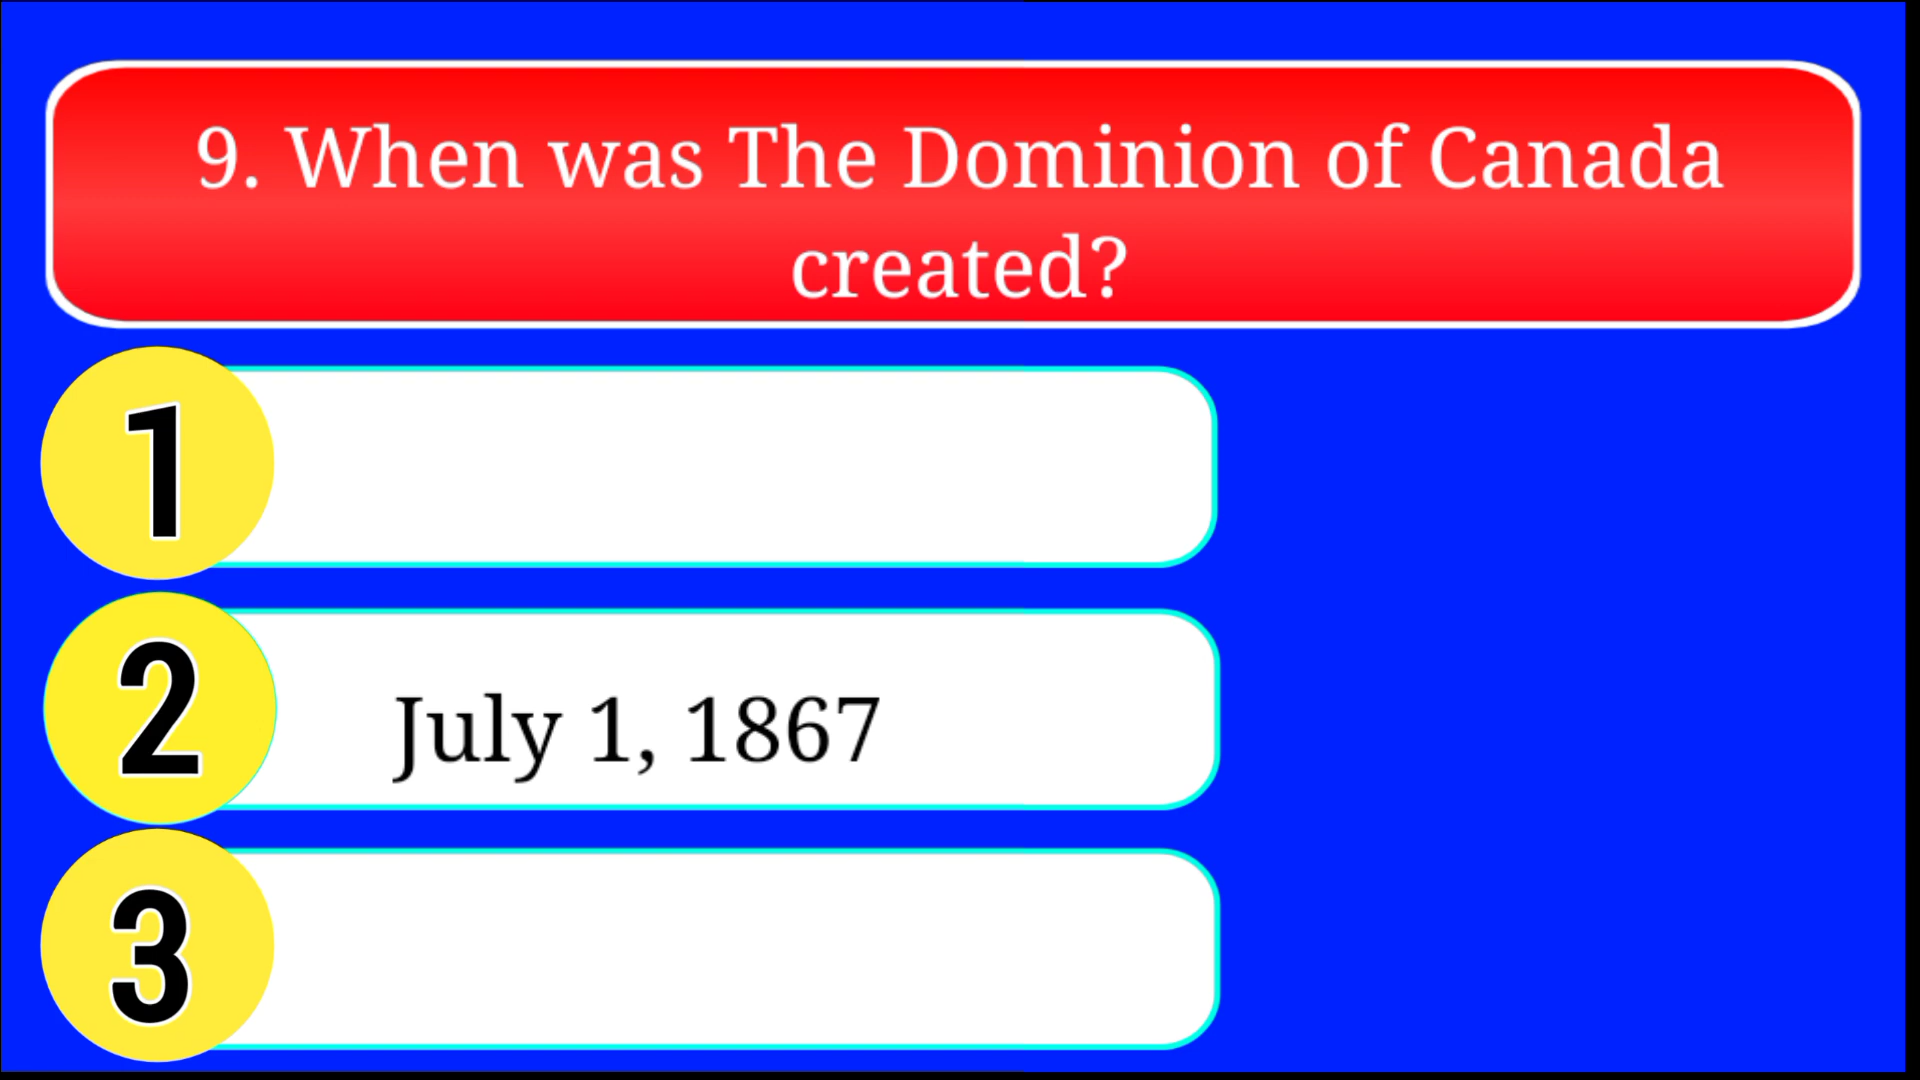 9. When was The Dominion of Canada
created?
1
2
July 1, 1867
3